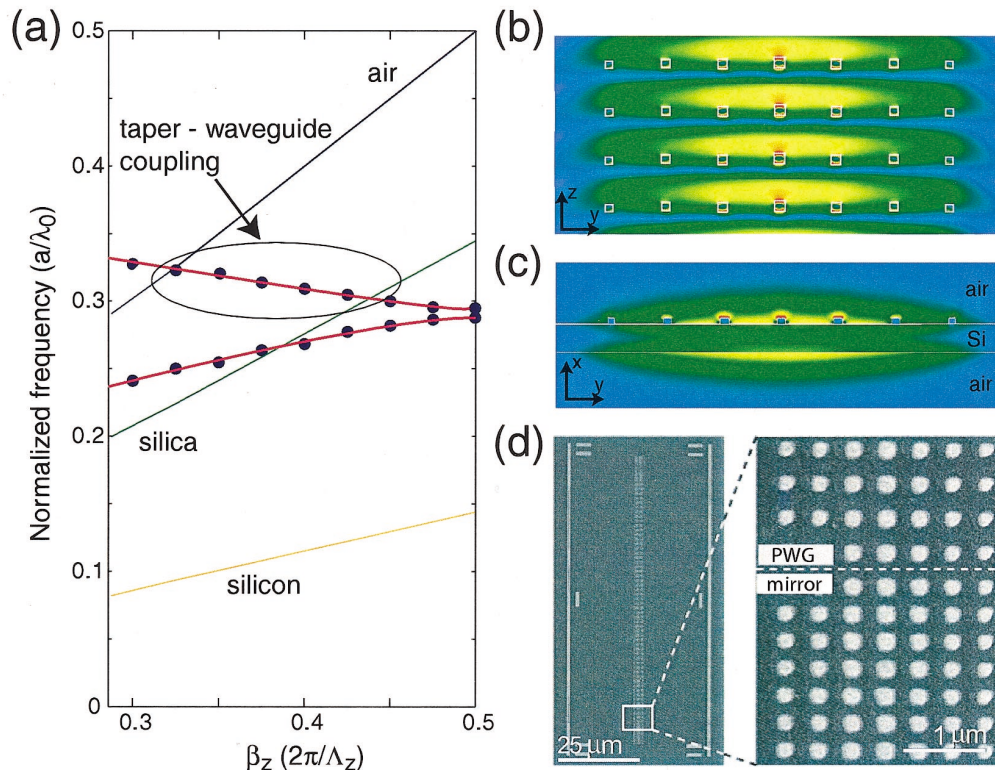 (a)
0.5
0.4
0.3
0.2
0.1
0
0.3
0.4
0.5
Normalized frequency (a/λ0)
βz (2π/Λz)
air
taper - waveguide
coupling
silica
silicon
(b)
z
y
(c)
air
Si
air
x
y
(d)
25 μm
PWG
mirror
1 μm